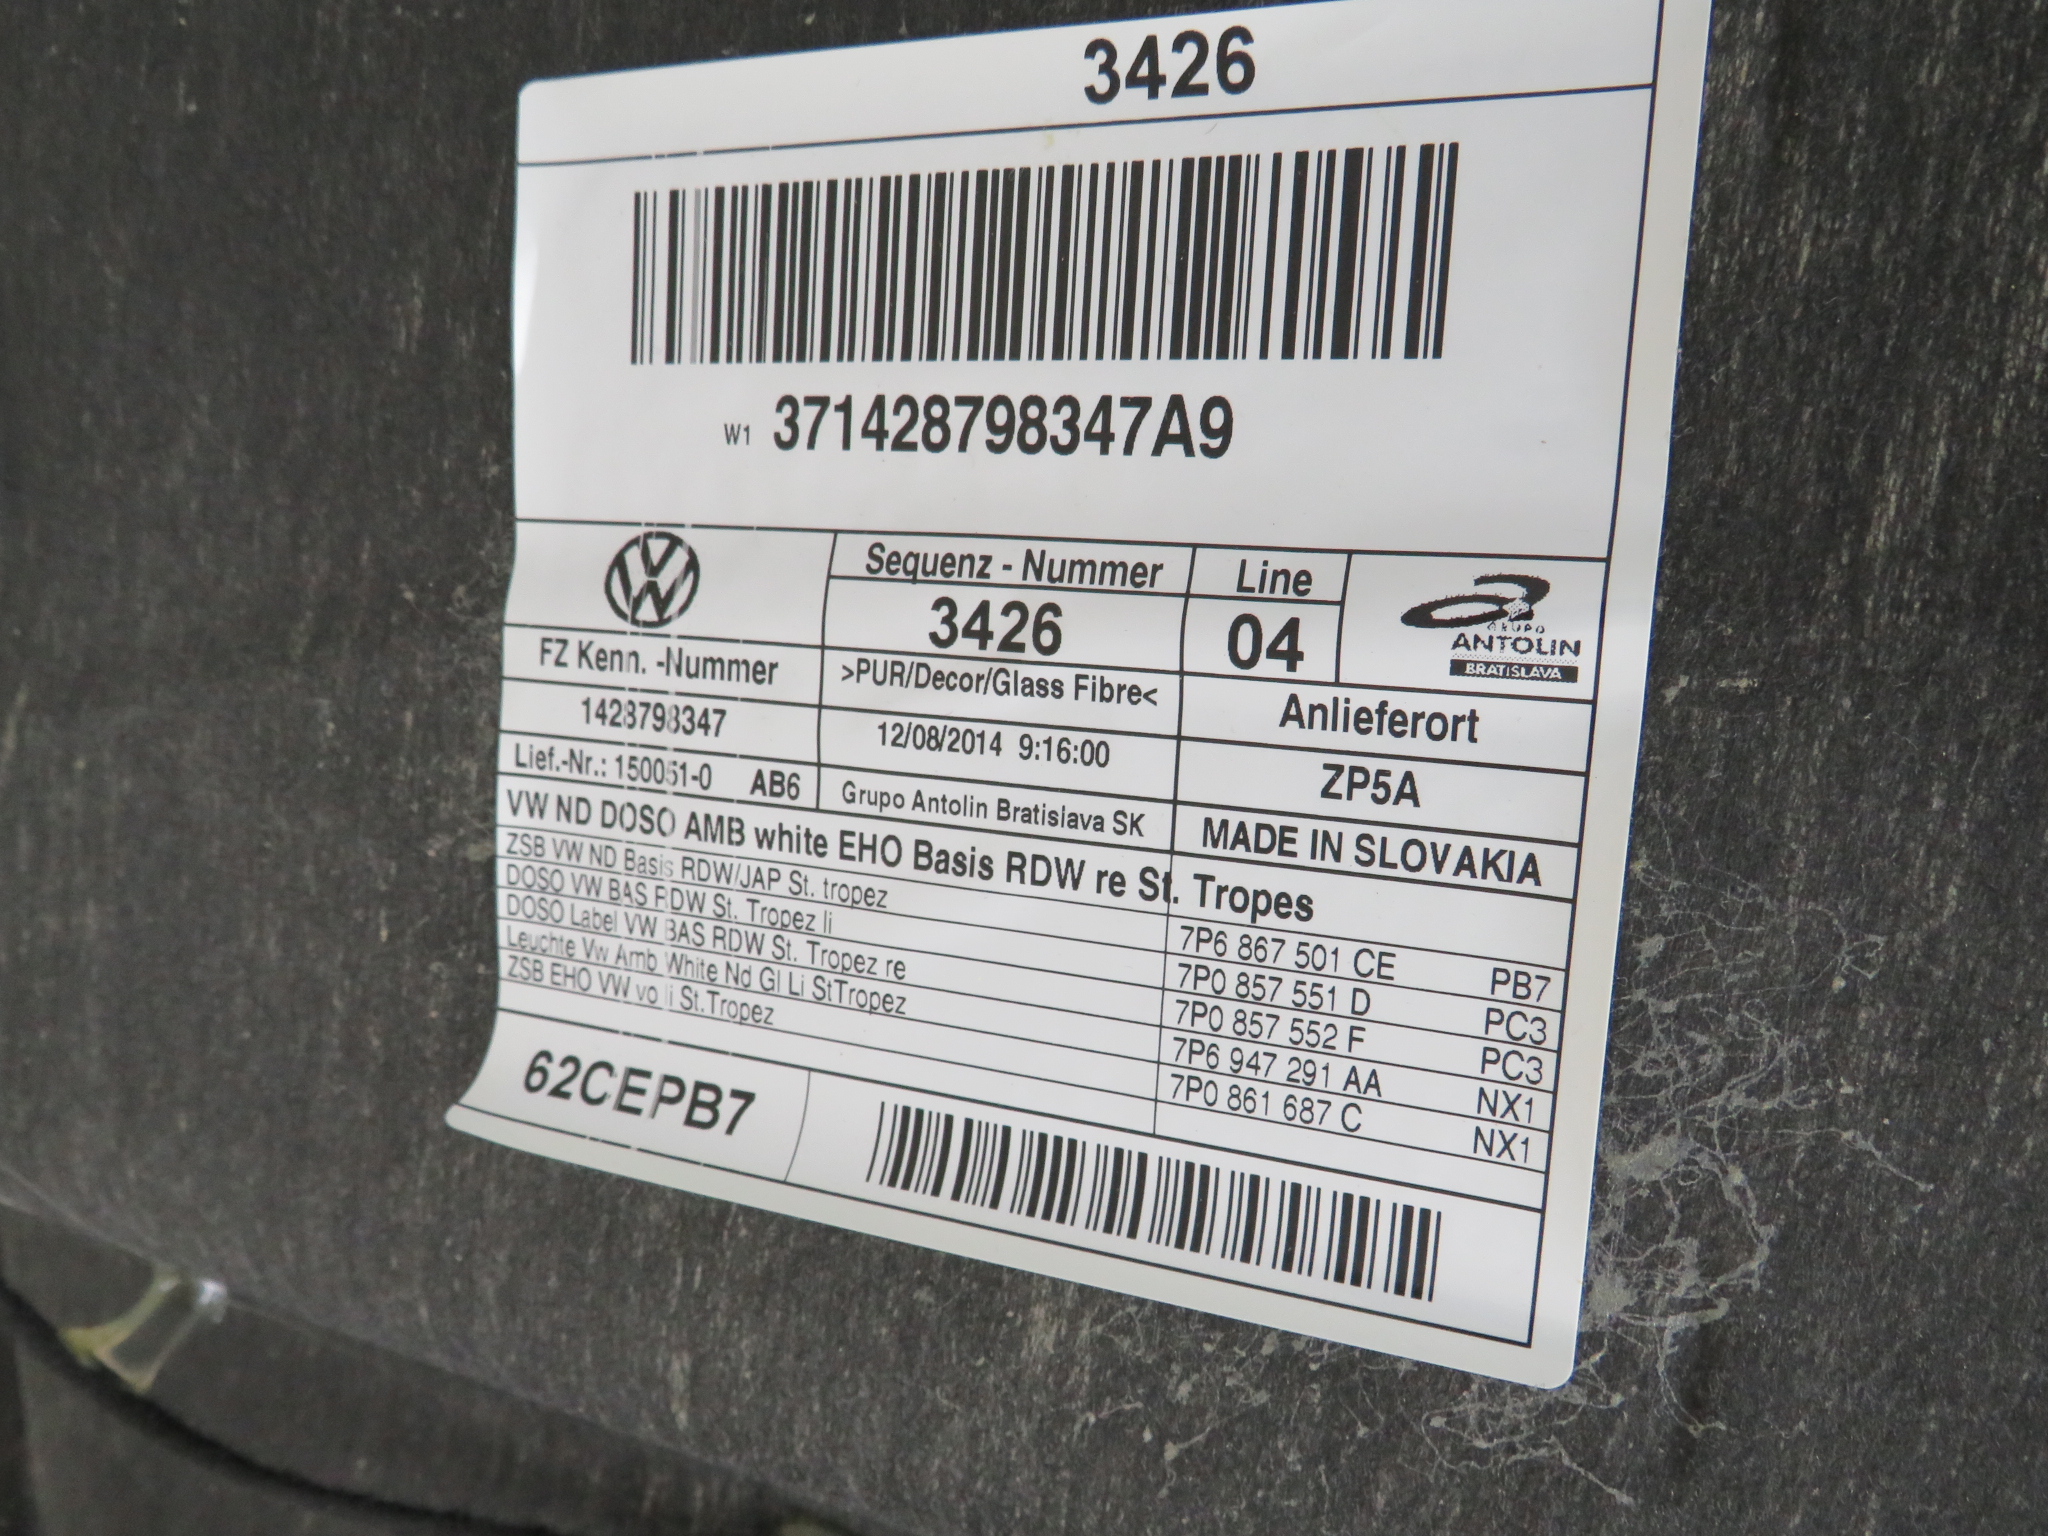 3426
W1 371428798347A9
Sequenz - Nummer
Line
3426
04
GRUPO
ANTOLIN
BRATISLAVA
FZ Kenn. -Nummer
>PUR/Decor/Glass Fibre<
Anlieferort
1428798347
12/08/2014 9:16:00
ZP5A
Lief.-Nr.: 150051-0 AB6
Grupo Antolin Bratislava SK
MADE IN SLOVAKIA
VW ND DOSO AMB white EHO Basis RDW re St. Tropes
ZSB VW ND Basis RDW/JAP St. tropez 7P6 867 501 CE PB7
DOSO VW BAS RDW St. Tropez li 7P0 857 551 D PC3
DOSO Label VW BAS RDW St. Tropez re 7P0 857 552 F PC3
Leuchte Vw Amb White Nd Gl Li StTropez 7P6 947 291 AA NX1
ZSB EHO VW vo li St.Tropez 7P0 861 687 C NX1
62CEPB7